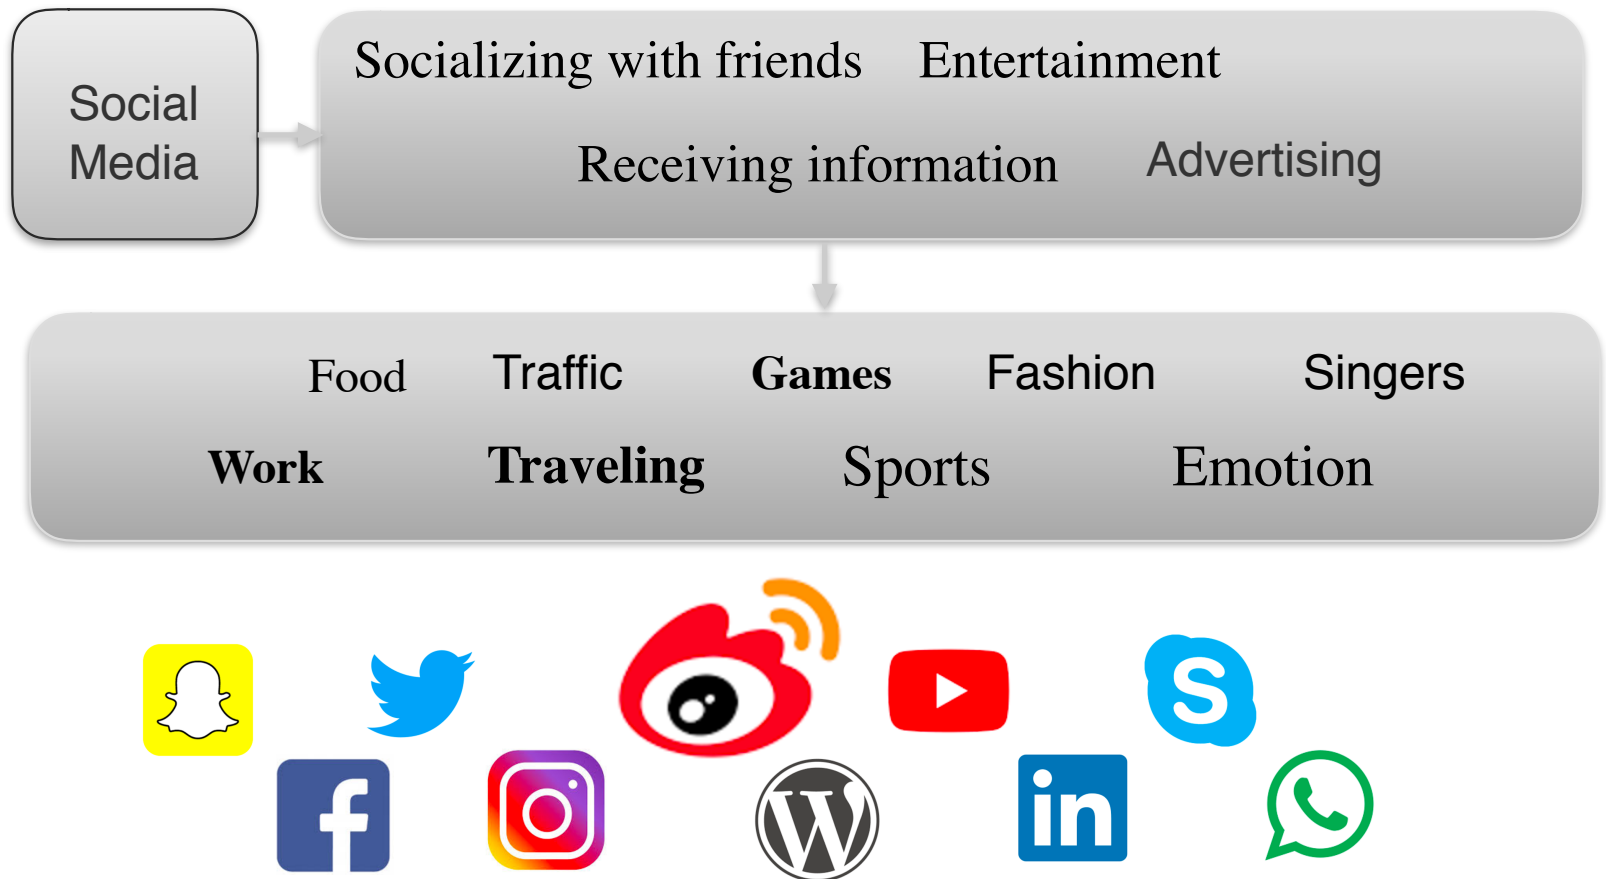 Social
Media
Socializing with friends Entertainment
Receiving information Advertising
Food Traffic Games Fashion Singers
Work Traveling Sports Emotion